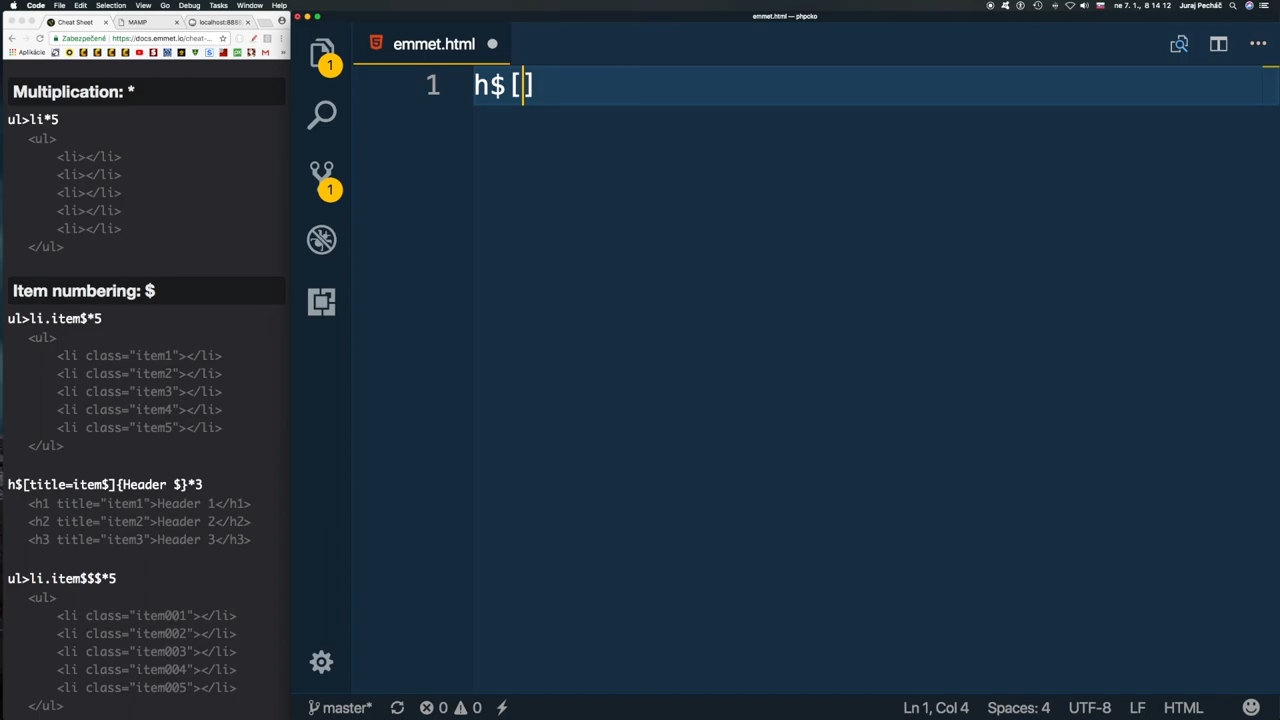 Code File Edit Selection View Go Debug Tasks Window Help
Cheat Sheet
MAMP
localhost:8888
Zabezpečené
https://docs.emmet.io/cheat-
Aplikácie
Multiplication: *
ul>li*5
<ul>
<li></li>
<li></li>
<li></li>
<li></li>
<li></li>
</ul>
Item numbering: $
ul>li.item$*5
<ul>
<li class="item1"></li>
<li class="item2"></li>
<li class="item3"></li>
<li class="item4"></li>
<li class="item5"></li>
</ul>
h$[title=item$]{Header $}*3
<h1 title="item1">Header 1</h1>
<h2 title="item2">Header 2</h2>
<h3 title="item3">Header 3</h3>
ul>li.item$$$*5
<ul>
<li class="item001"></li>
<li class="item002"></li>
<li class="item003"></li>
<li class="item004"></li>
<li class="item005"></li>
</ul>
emmet.html — phpcko
emmet.html
1
1
1 h$[]
master* 0 0
Ln 1, Col 4 Spaces: 4 UTF-8 LF HTML